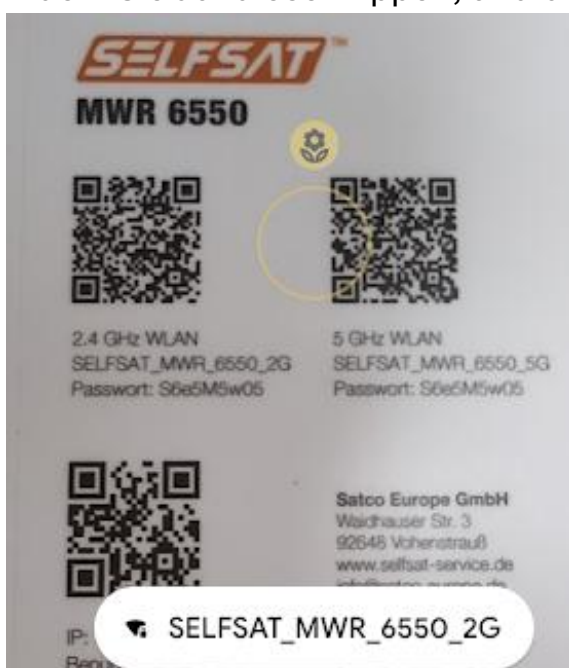 SELFSAT™
MWR 6550
2.4 GHz WLAN
SELFSAT_MWR_6550_2G
Passwort: S6e5M5w05
5 GHz WLAN
SELFSAT_MWR_6550_5G
Passwort: S6e5M5w05
Satco Europe GmbH
Waidhauser Str. 3
92648 Vohenstrauß
www.selfsat-service.de
IP:
SELFSAT_MWR_6550_2G